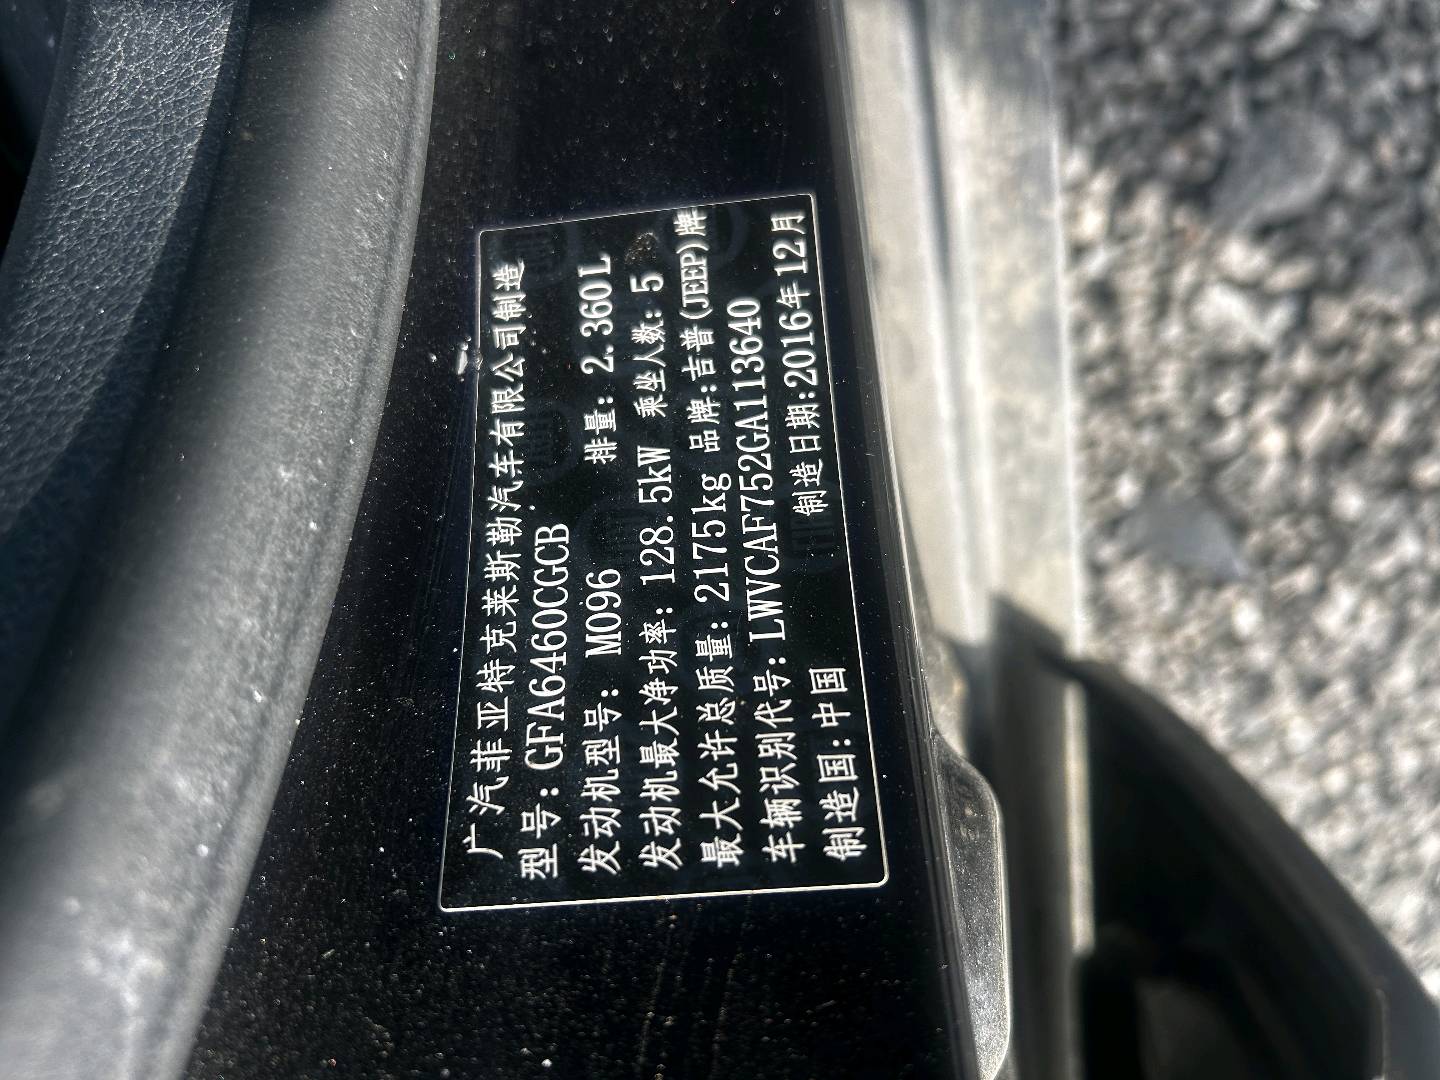 广汽菲亚特克莱斯勒汽车有限公司制造
型号:GFA6460CGCB
发动机型号: M096 排量: 2.360L
发动机最大净功率: 128.5kW 乘坐人数: 5
最大允许总质量: 2175kg 品牌:吉普(JEEP)牌
车辆识别代号:LWVCAF752GA113640
制造国:中国 制造日期:2016年12月